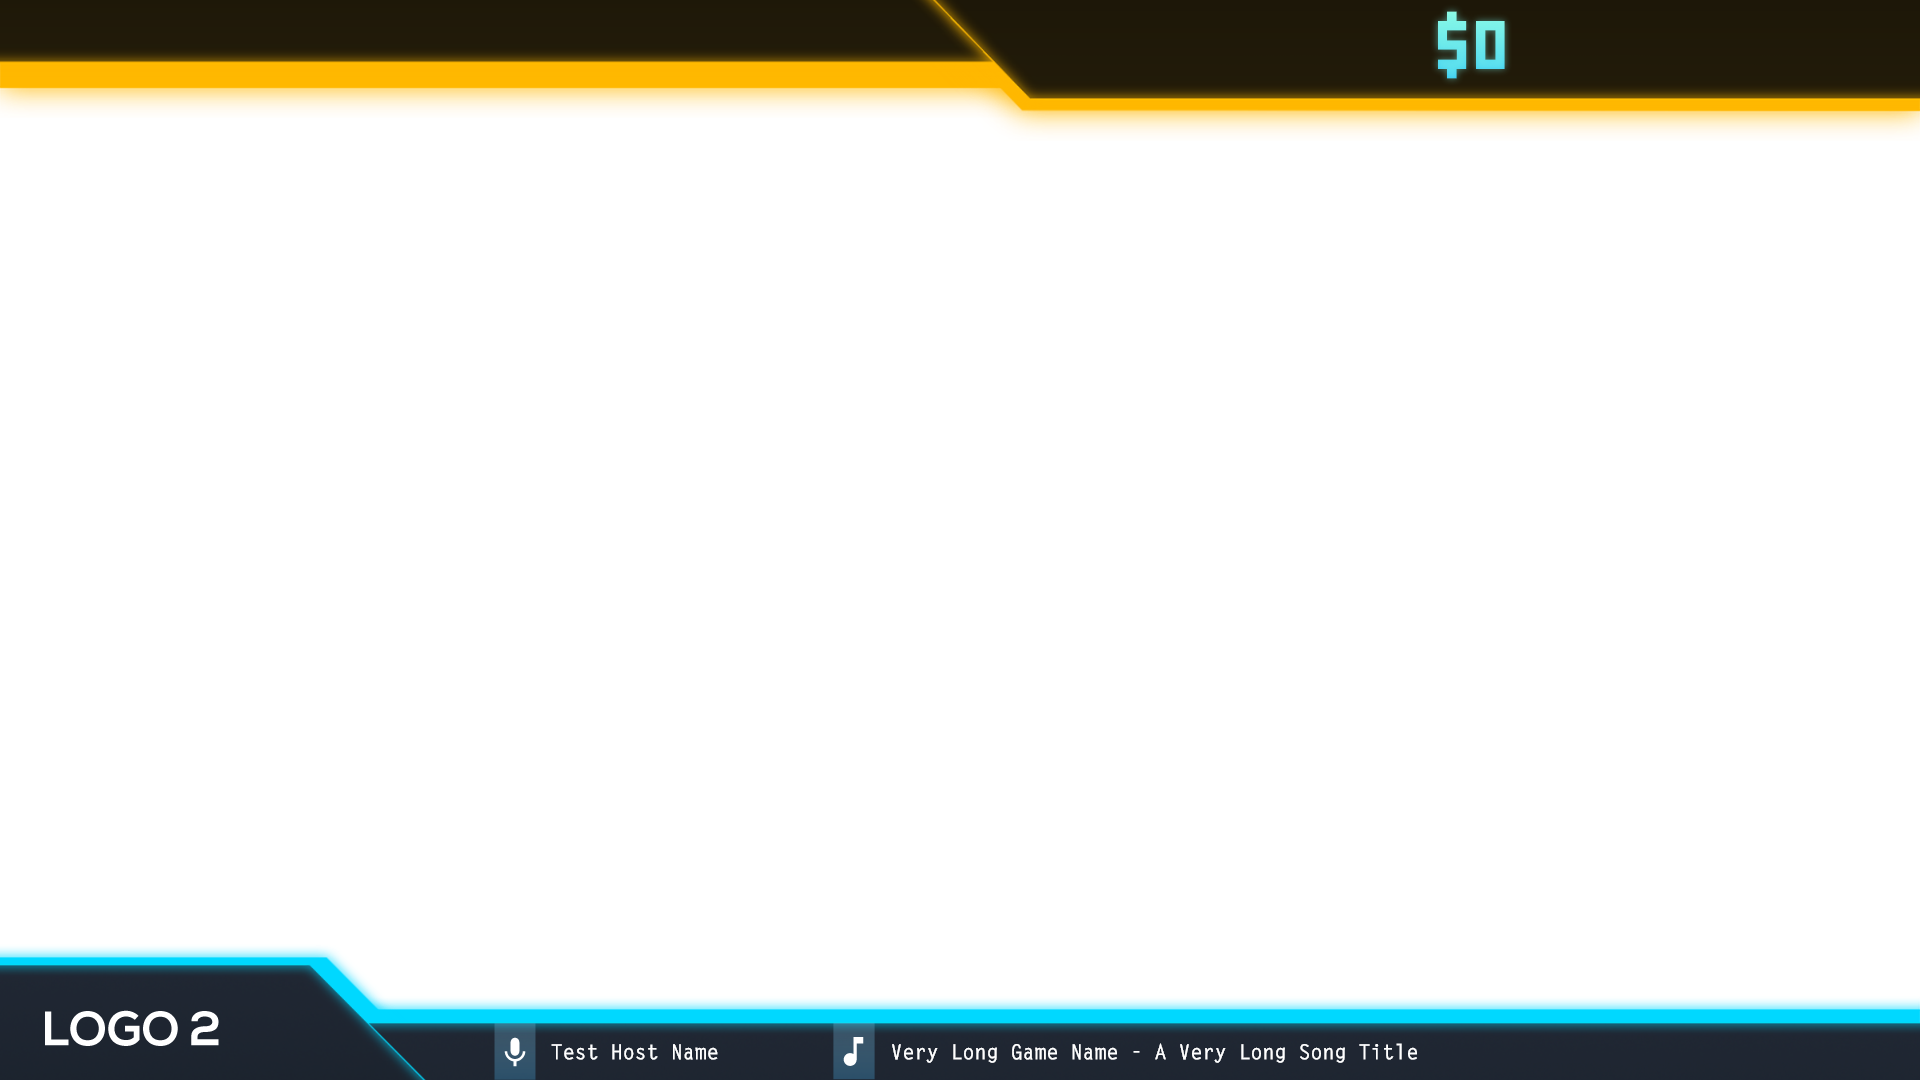 $0
LOGO 2
Test Host Name
Very Long Game Name - A Very Long Song Title